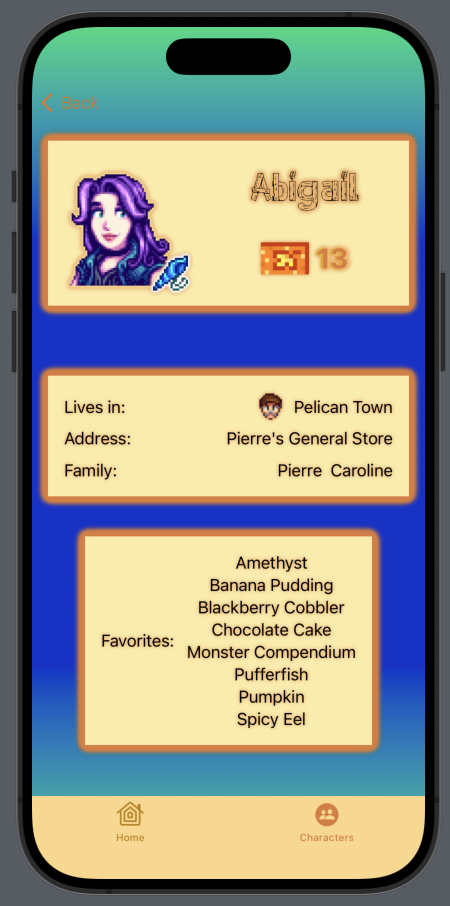 Back
Abigail
13
Lives in: Pelican Town
Address: Pierre's General Store
Family: Pierre Caroline
Favorites:
Amethyst
Banana Pudding
Blackberry Cobbler
Chocolate Cake
Monster Compendium
Pufferfish
Pumpkin
Spicy Eel
Home
Characters